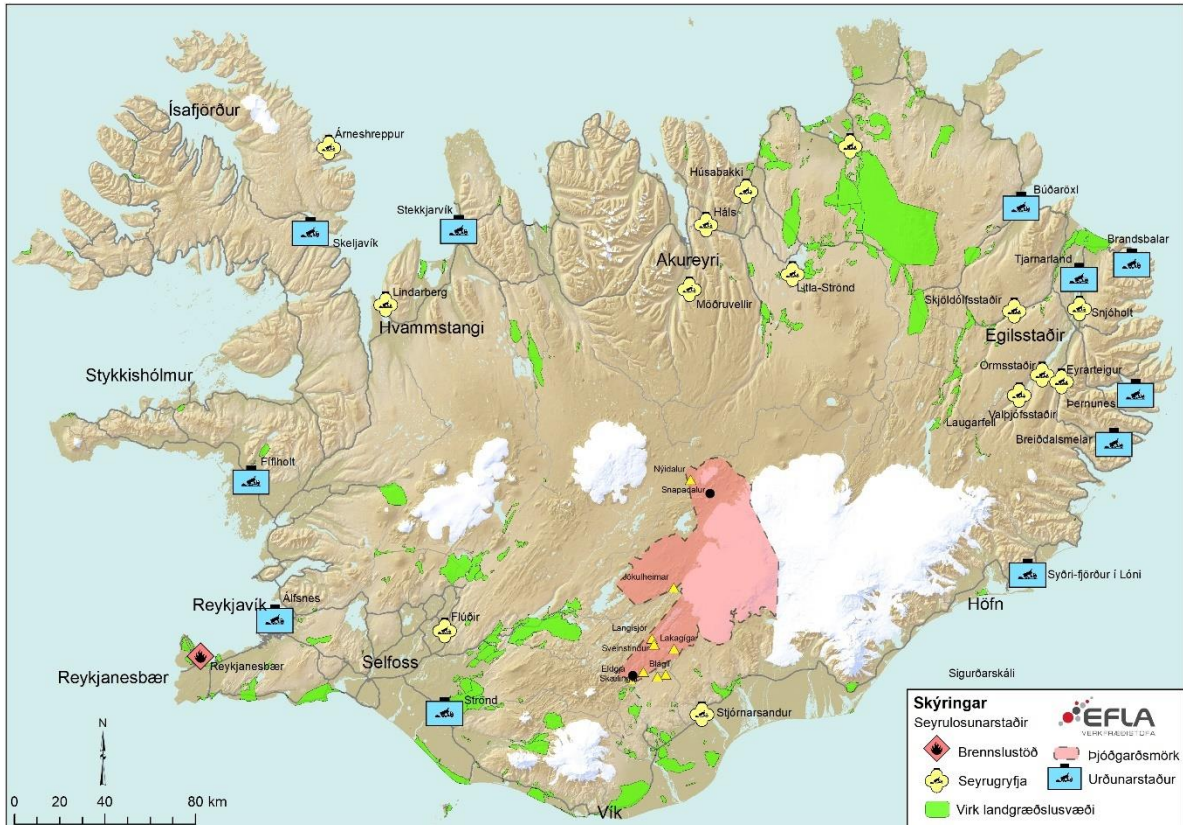 Ísafjörður
Árneshreppur
Húsabakki
Búðaröxl
Stekkjarvík
Háls
Skeljavík
Brandsbalar
Tjarnarland
Akureyri
Litla-Strönd
Lindarberg
Móðruvellir
Skjöldólfsstaðir
Snjóholt
Hvammstangi
Egilsstaðir
Ormsstaðir
Eyrarteigur
Stykkishólmur
Þernunes
Valþjófsstaðir
Laugarfell
Breiðdalsmelar
Fíflholt
Nýidalur
Snapadalur
Syðri-fjörður í Lóni
Jökulheimar
Álfsnes
Reykjavík
Höfn
Flúðir
Langisjór
Lakagígar
Sveinstindur
Selfoss
Reykjanesbær
Reykjanesbær
Eldgjá
Sigurðarskáli
Strönd
Stjórnarsandur
Vík
N
0 20 40 80 km
Skýringar
Seyrulosunarstaðir
EFLA
VERKFRÆÐISTOFA
Brennslustöð
Þjóðgarðsmörk
Seyrugryfja
Urðunarstaður
Virk landgræðslusvæði